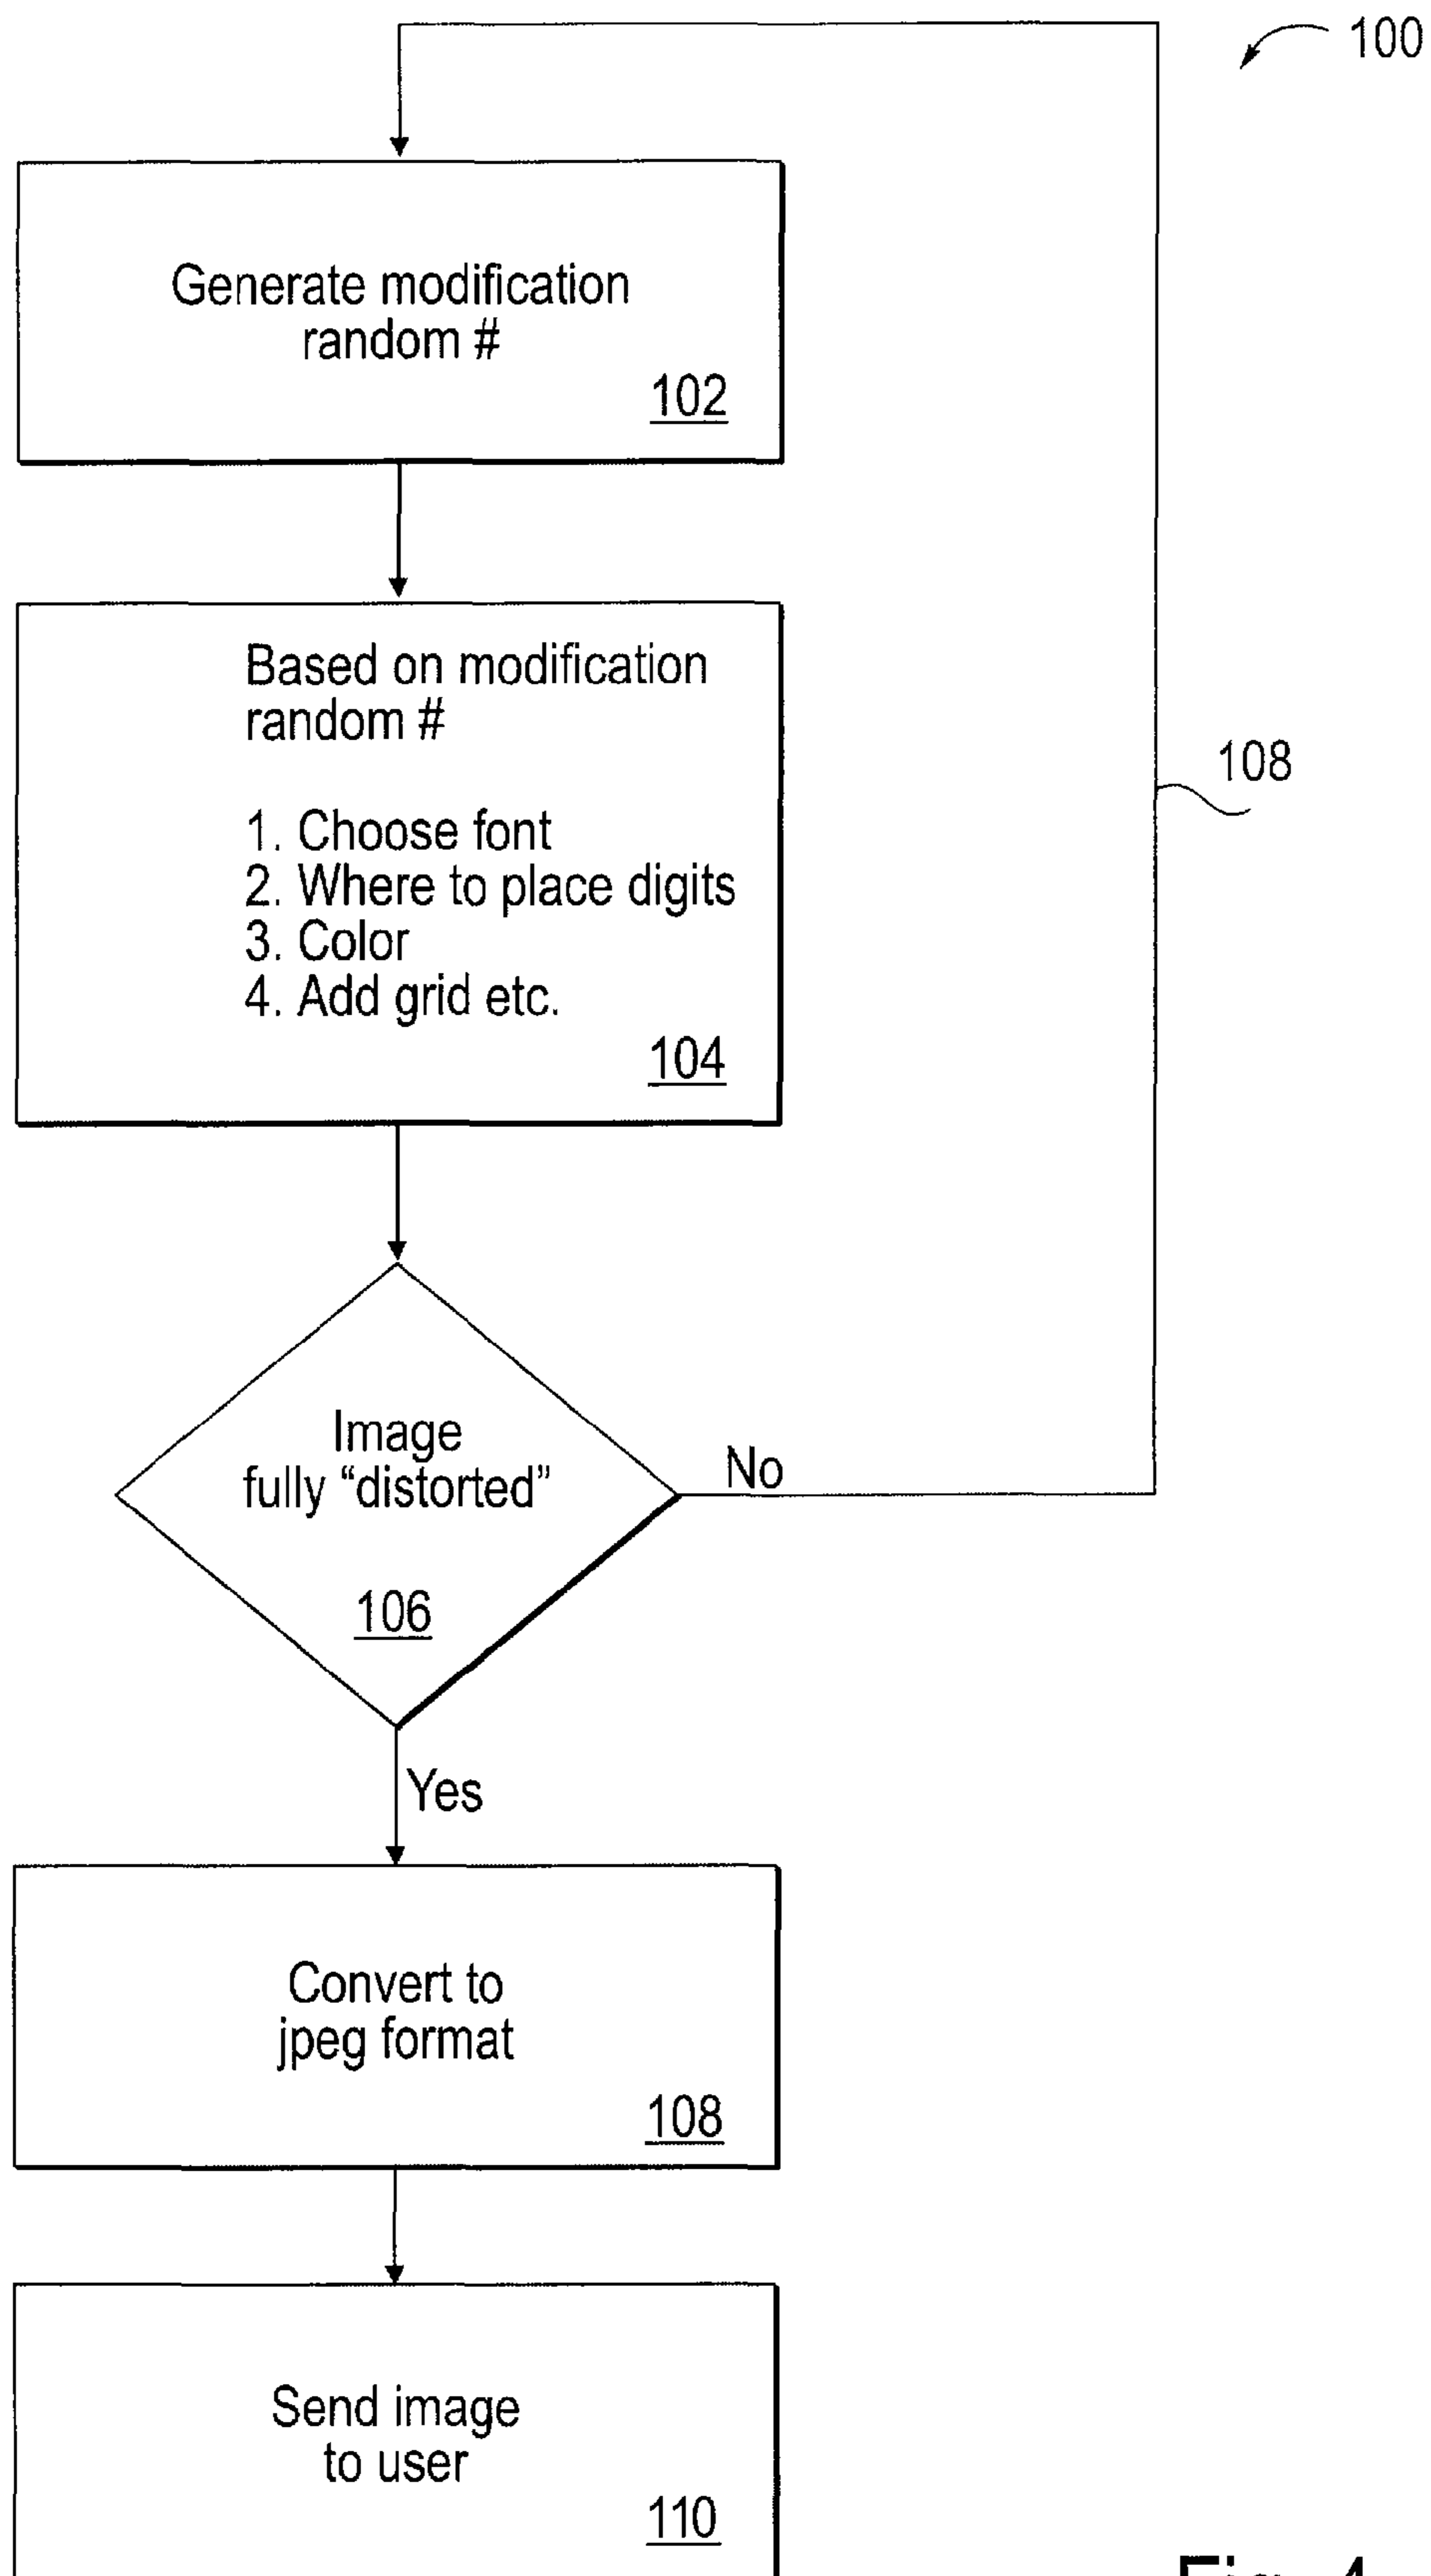 100
Generate modification
random #
102
Based on modification
random #
1. Choose font
2. Where to place digits
3. Color
4. Add grid etc.
104
108
Image
fully “distorted”
106
No
Yes
Convert to
jpeg format
108
Send image
to user
110